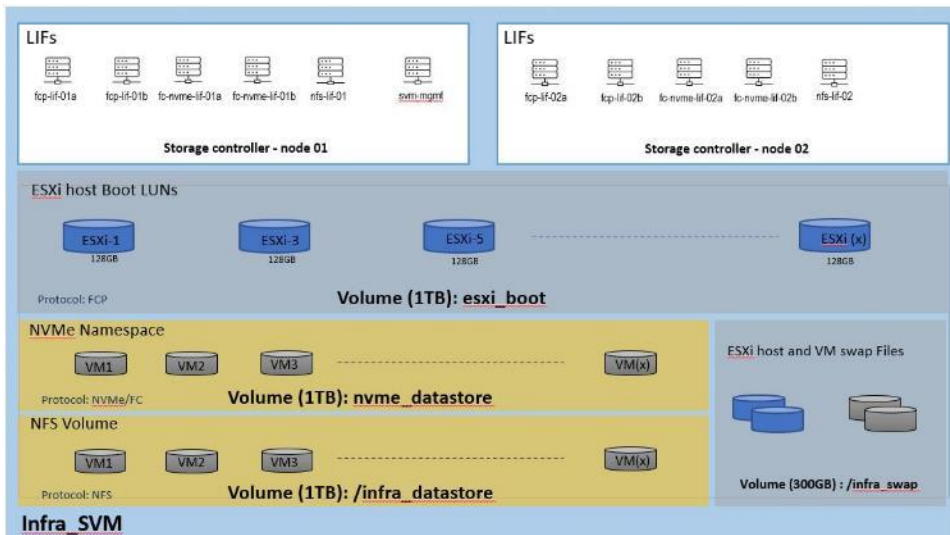 LIFs
fcp-lif-01a
fcp-lif-01b
fc-nvme-lif-01a
fc-nvme-lif-01b
nfs-lif-01
svm-mgmt
Storage controller - node 01
LIFs
fcp-lif-02a
fcp-lif-02b
fc-nvme-lif-02a
fc-nvme-lif-02b
nfs-lif-02
Storage controller - node 02
ESXi host Boot LUNs
ESXi-1
128GB
ESXi-3
128GB
ESXi-5
128GB
ESXi (x)
128GB
Protocol: FCP
Volume (1TB): esxi_boot
NVMe Namespace
VM1
VM2
VM3
VM(x)
Protocol: NVMe/FC
Volume (1TB): nvme_datastore
NFS Volume
VM1
VM2
VM3
VM(x)
Protocol: NFS
Volume (1TB): /infra_datastore
ESXi host and VM swap Files
Volume (300GB) : /infra_swap
Infra_SVM